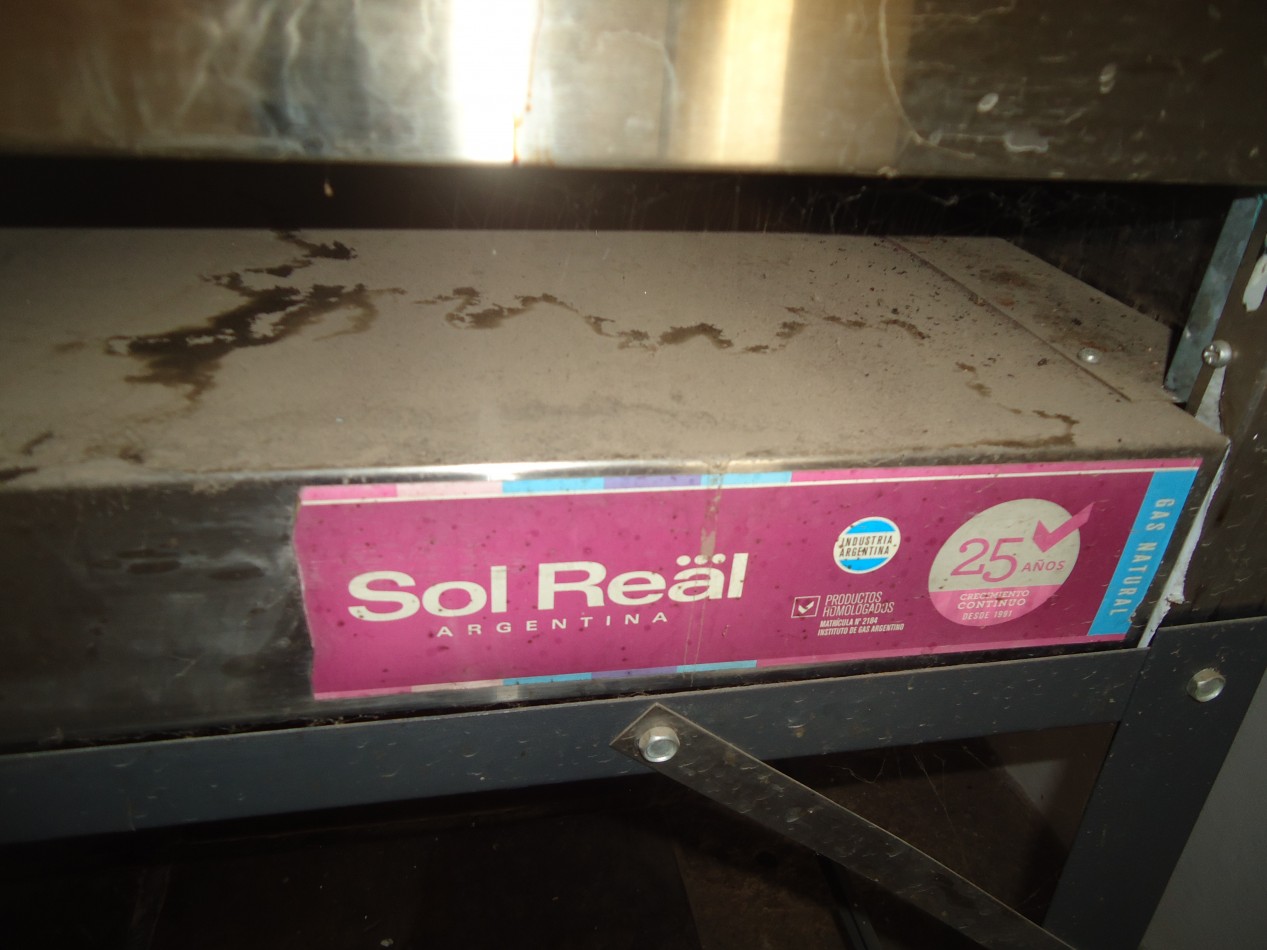 Sol Reäl
ARGENTINA
INDUSTRIA
ARGENTINA
PRODUCTOS
HOMOLOGADOS
MATRÍCULA Nº 2184
INSTITUTO DE GAS ARGENTINO
25 AÑOS
CRECIMIENTO
CONTINUO
DESDE 1991
GAS NATURAL